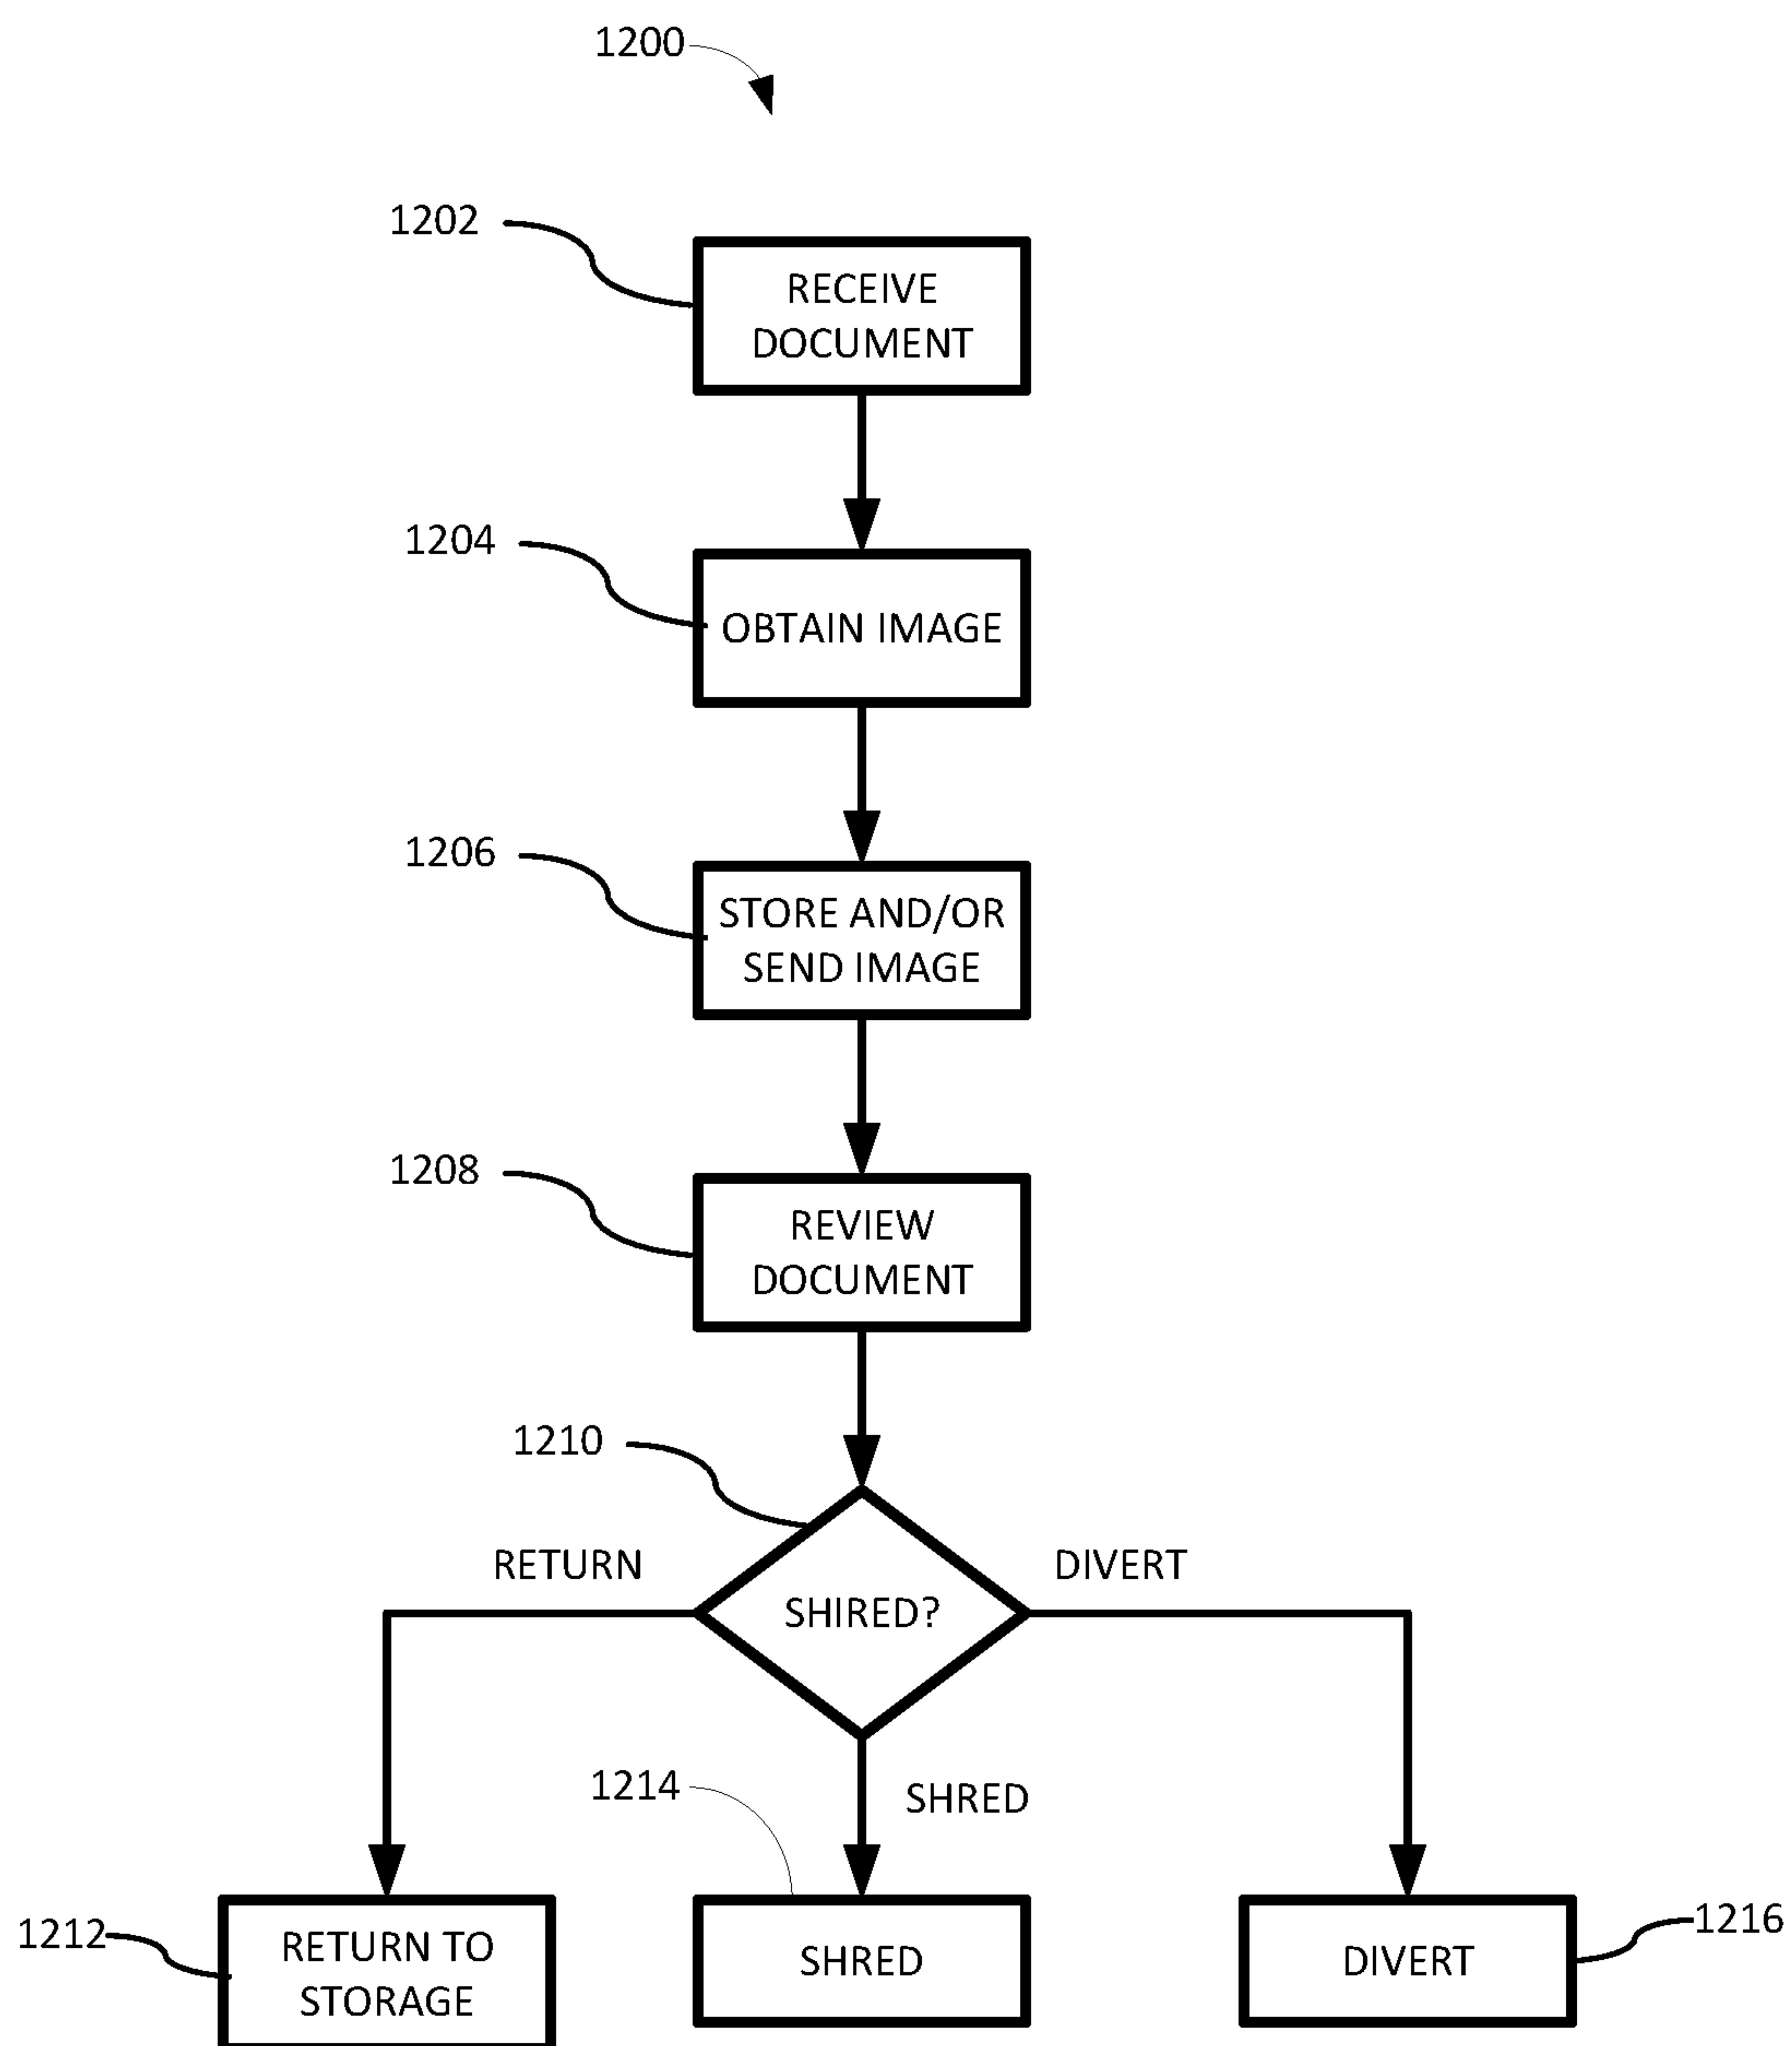 1200
1202
RECEIVE
DOCUMENT
1204
OBTAIN IMAGE
1206
STORE AND/OR
SEND IMAGE
1208
REVIEW
DOCUMENT
1210
RETURN
SHIRED?
DIVERT
1214
SHRED
1212
RETURN TO
STORAGE
SHRED
DIVERT
1216